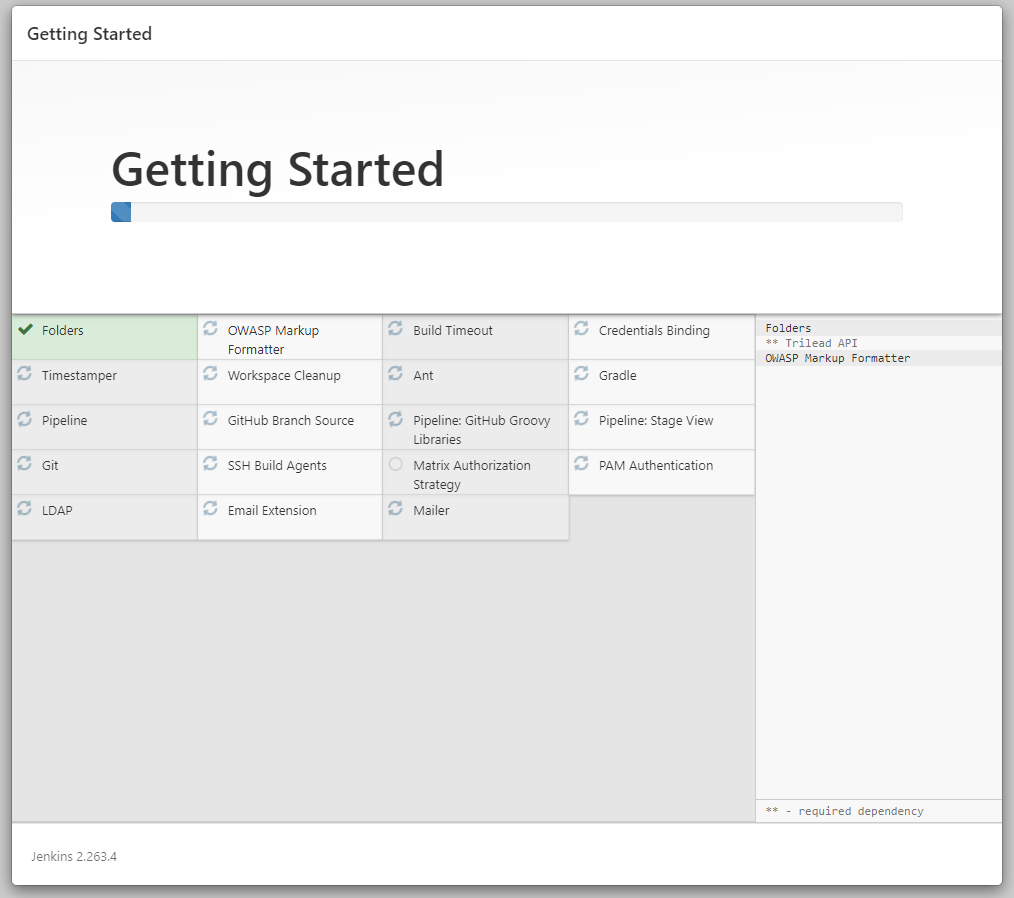 Getting Started
Getting Started
Folders
OWASP Markup
Formatter
Build Timeout
Credentials Binding
Timestamper
Workspace Cleanup
Ant
Gradle
Pipeline
GitHub Branch Source
Pipeline: GitHub Groovy
Libraries
Pipeline: Stage View
Git
SSH Build Agents
Matrix Authorization
Strategy
PAM Authentication
LDAP
Email Extension
Mailer
Folders
** Trilead API
OWASP Markup Formatter
** - required dependency
Jenkins 2.263.4